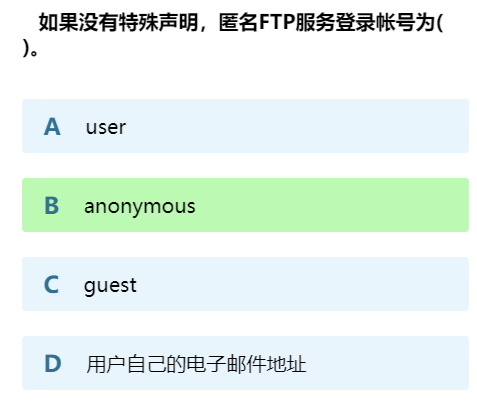 如果没有特殊声明，匿名FTP服务登录帐号为(
)。
A user
B anonymous
C guest
D 用户自己的电子邮件地址